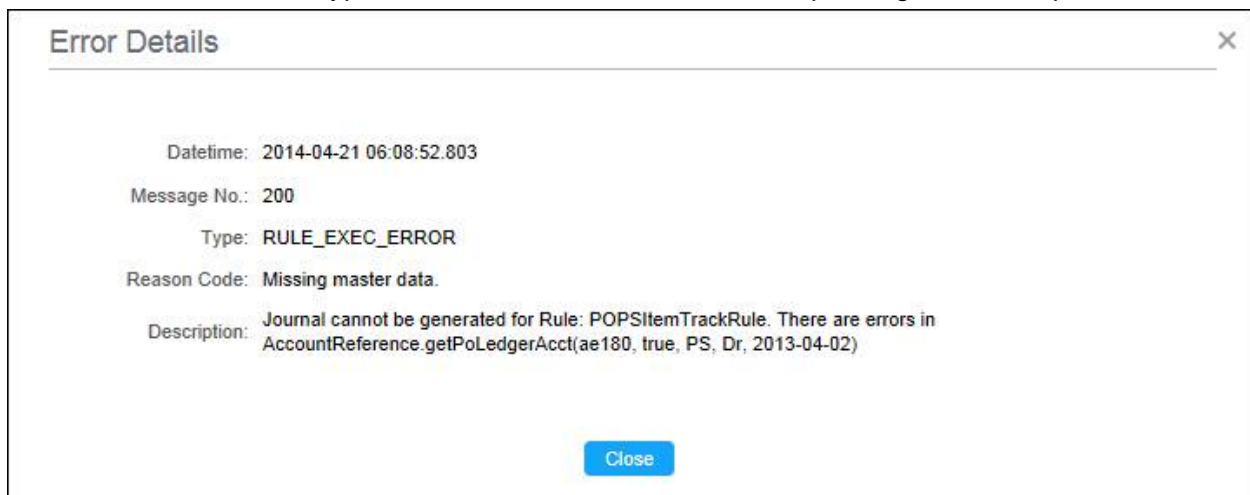 Error Details
Datetime: 2014-04-21 06:08:52.803
Message No.: 200
Type: RULE_EXEC_ERROR
Reason Code: Missing master data.
Description: Journal cannot be generated for Rule: POPSItemTrackRule. There are errors in
AccountReference.getPoLedgerAcct(ae180, true, PS, Dr, 2013-04-02)
Close